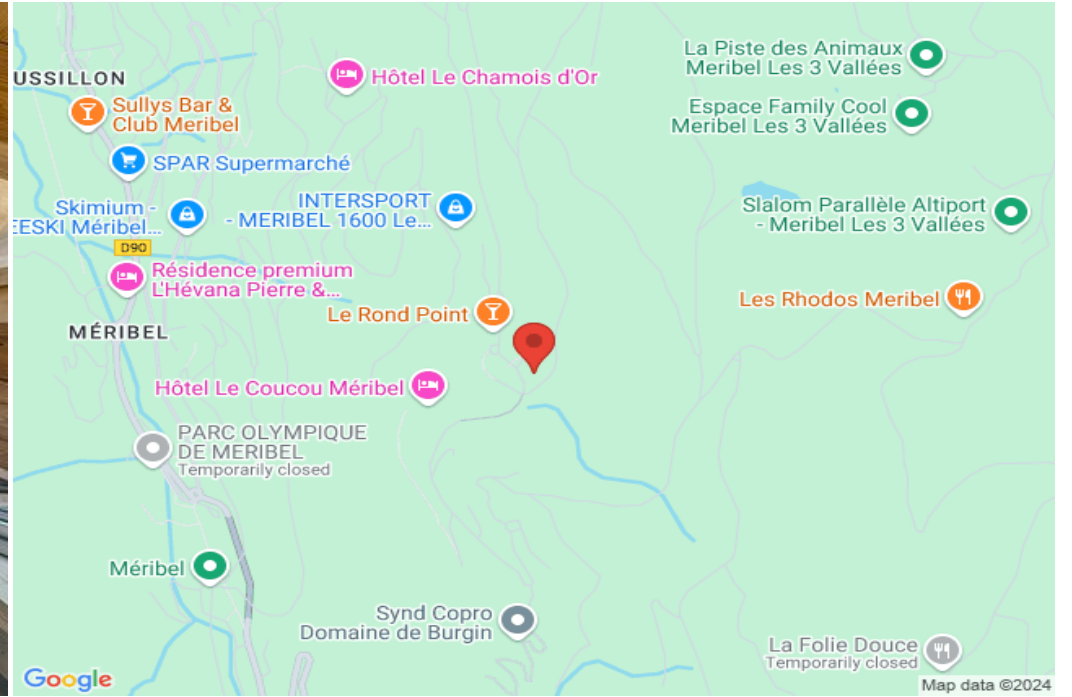 USSILLON
Hôtel Le Chamois d'Or
La Piste des Animaux
Meribel Les 3 Vallées
Sullys Bar &
Club Meribel
Espace Family Cool
Meribel Les 3 Vallées
SPAR Supermarché
Skimium -
EESKI Méribel...
INTERSPORT
- MERIBEL 1600 Le...
Slalom Parallèle Altiport
- Meribel Les 3 Vallées
D90
Résidence premium
L'Hévana Pierre &...
Le Rond Point
Les Rhodos Meribel
MÉRIBEL
Hôtel Le Coucou Méribel
PARC OLYMPIQUE
DE MERIBEL
Temporarily closed
Méribel
Synd Copro
Domaine de Burgin
La Folie Douce
Temporarily closed
Google
Map data ©2024